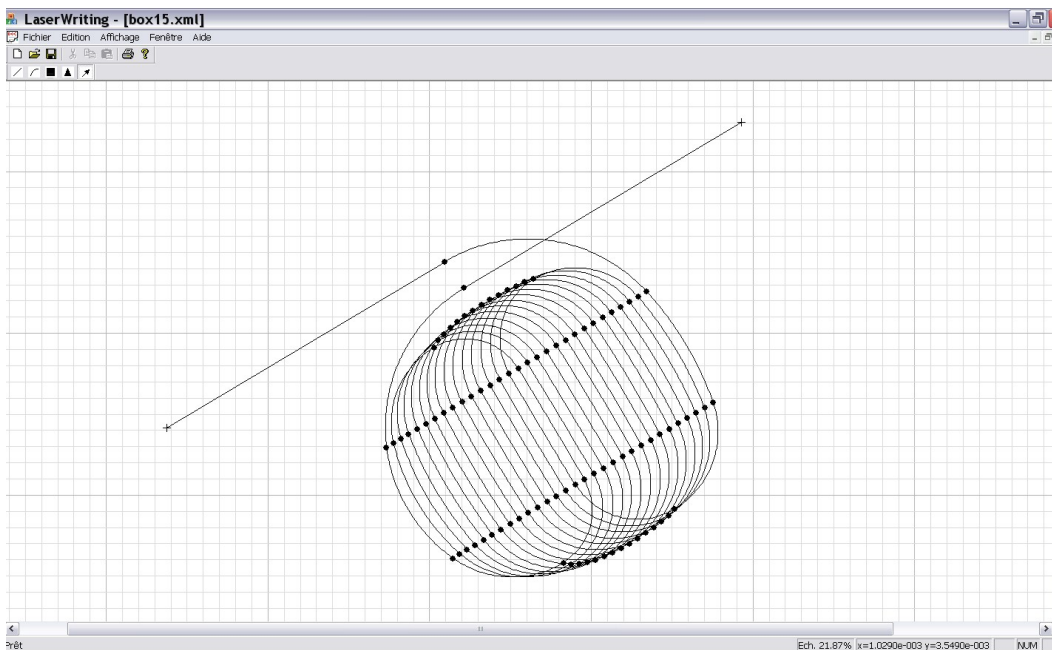 LaserWriting - [box15.xml]
Fichier Edition Affichage Fenêtre Aide
Prêt
Ech. 21.87% x=1.0290e-003 y=3.5490e-003 NUM